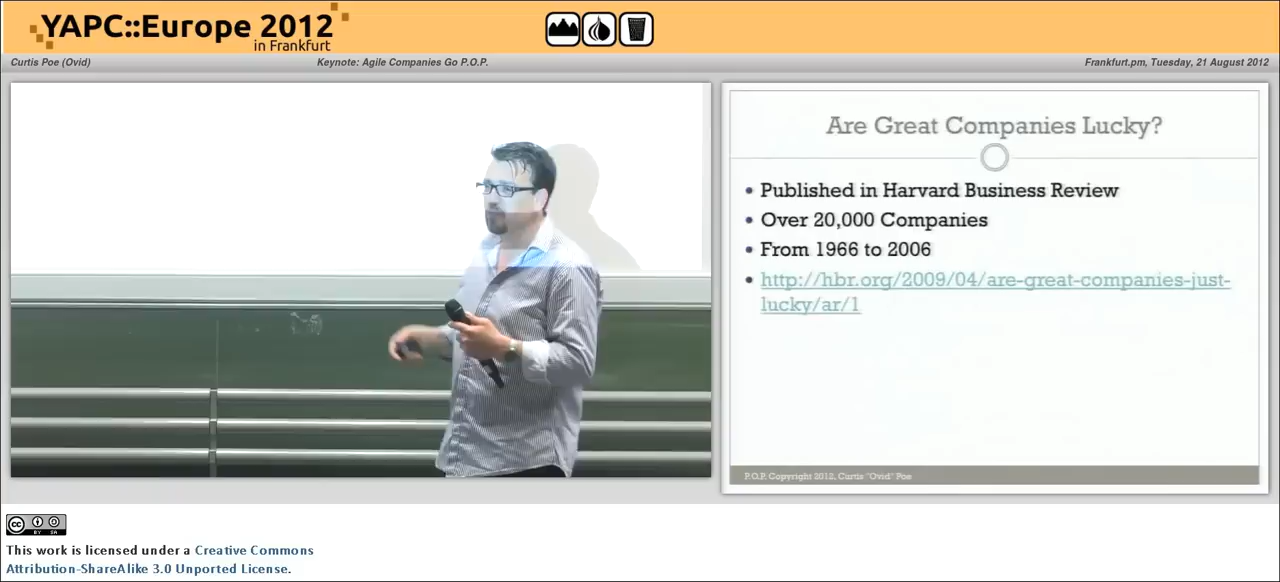 YAPC::Europe 2012
in Frankfurt
Curtis Poe (Ovid)
Keynote: Agile Companies Go P.O.P.
Frankfurt.pm, Tuesday, 21 August 2012
Are Great Companies Lucky?
• Published in Harvard Business Review
• Over 20,000 Companies
• From 1966 to 2006
• http://hbr.org/2009/04/are-great-companies-just-
lucky/ar/1
P.O.P. Copyright 2012, Curtis "Ovid" Poe
cc
BY SA
This work is licensed under a Creative Commons
Attribution-ShareAlike 3.0 Unported License.